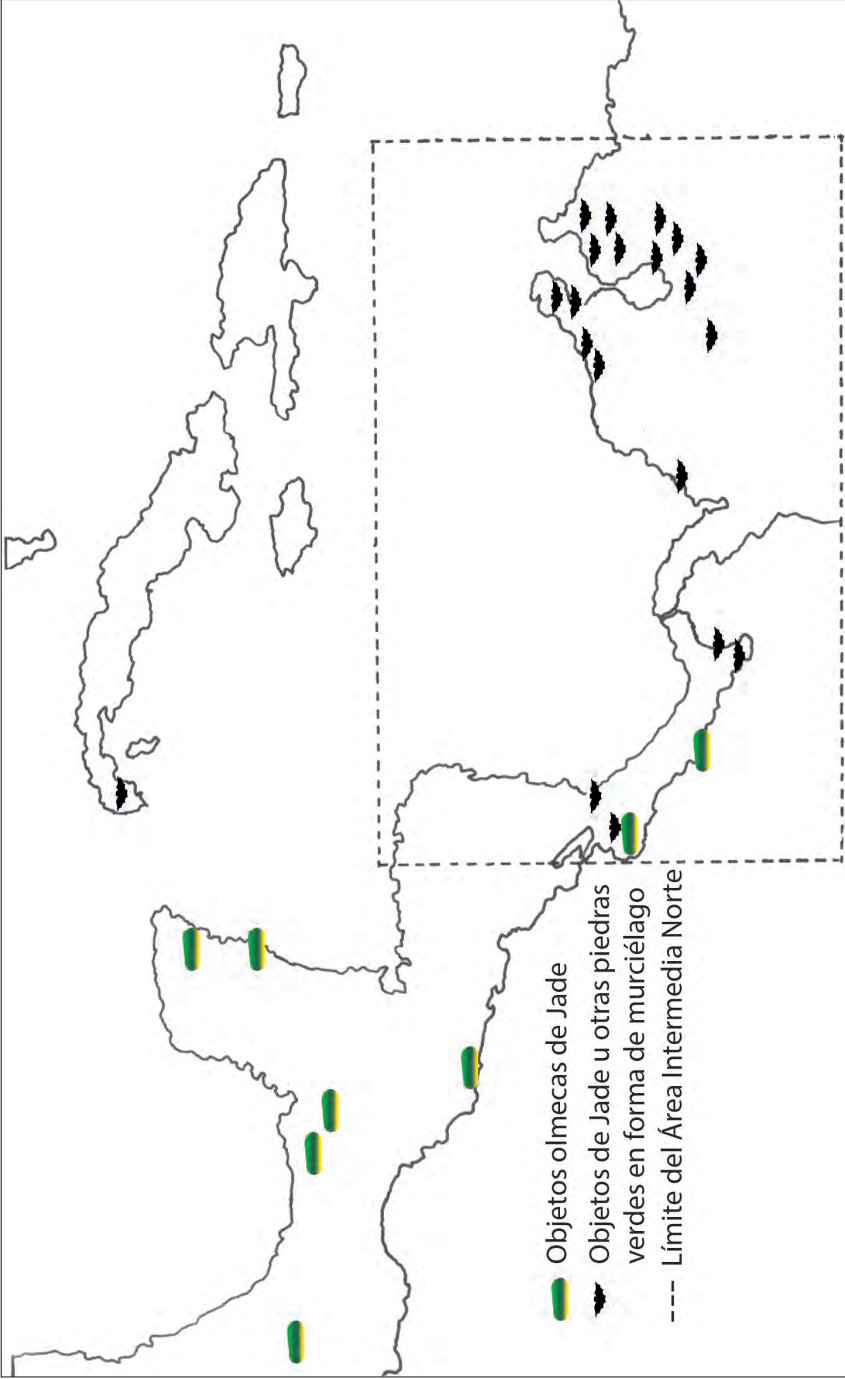 Objetos olmecas de Jade
Objetos de Jade u otras piedras
verdes en forma de murciélago
Límite del Área Intermedia Norte